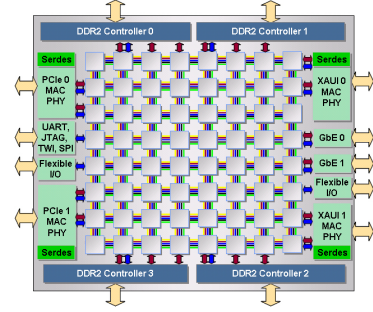 DDR2 Controller 0
DDR2 Controller 1
Serdes
PCIe 0
MAC
PHY
UART,
JTAG,
TWI, SPI
Flexible
I/O
PCIe 1
MAC
PHY
Serdes
Serdes
XAUI 0
MAC
PHY
GbE 0
GbE 1
Flexible
I/O
XAUI 1
MAC
PHY
Serdes
DDR2 Controller 3
DDR2 Controller 2